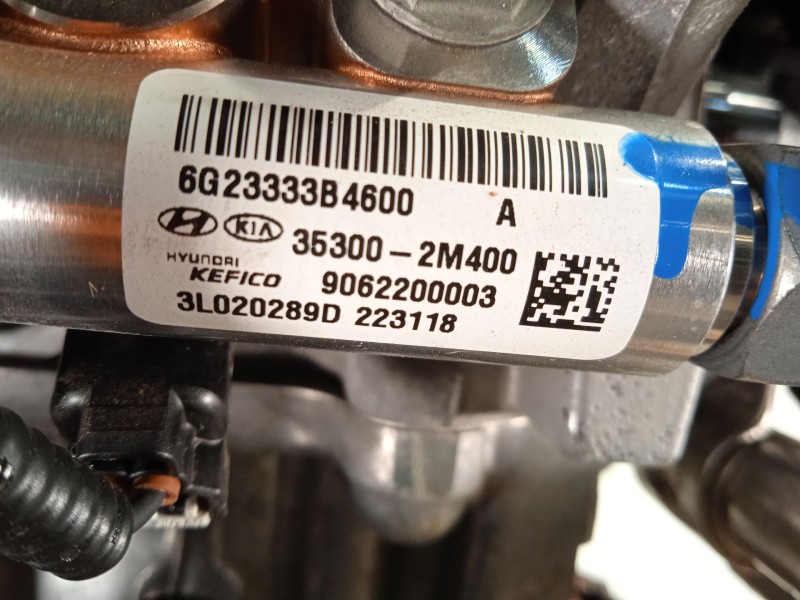 6G23333B4600 A
HYUNDAI KIA 35300-2M400
HYUNDAI
KEFICO 9062200003
3L020289D 223118